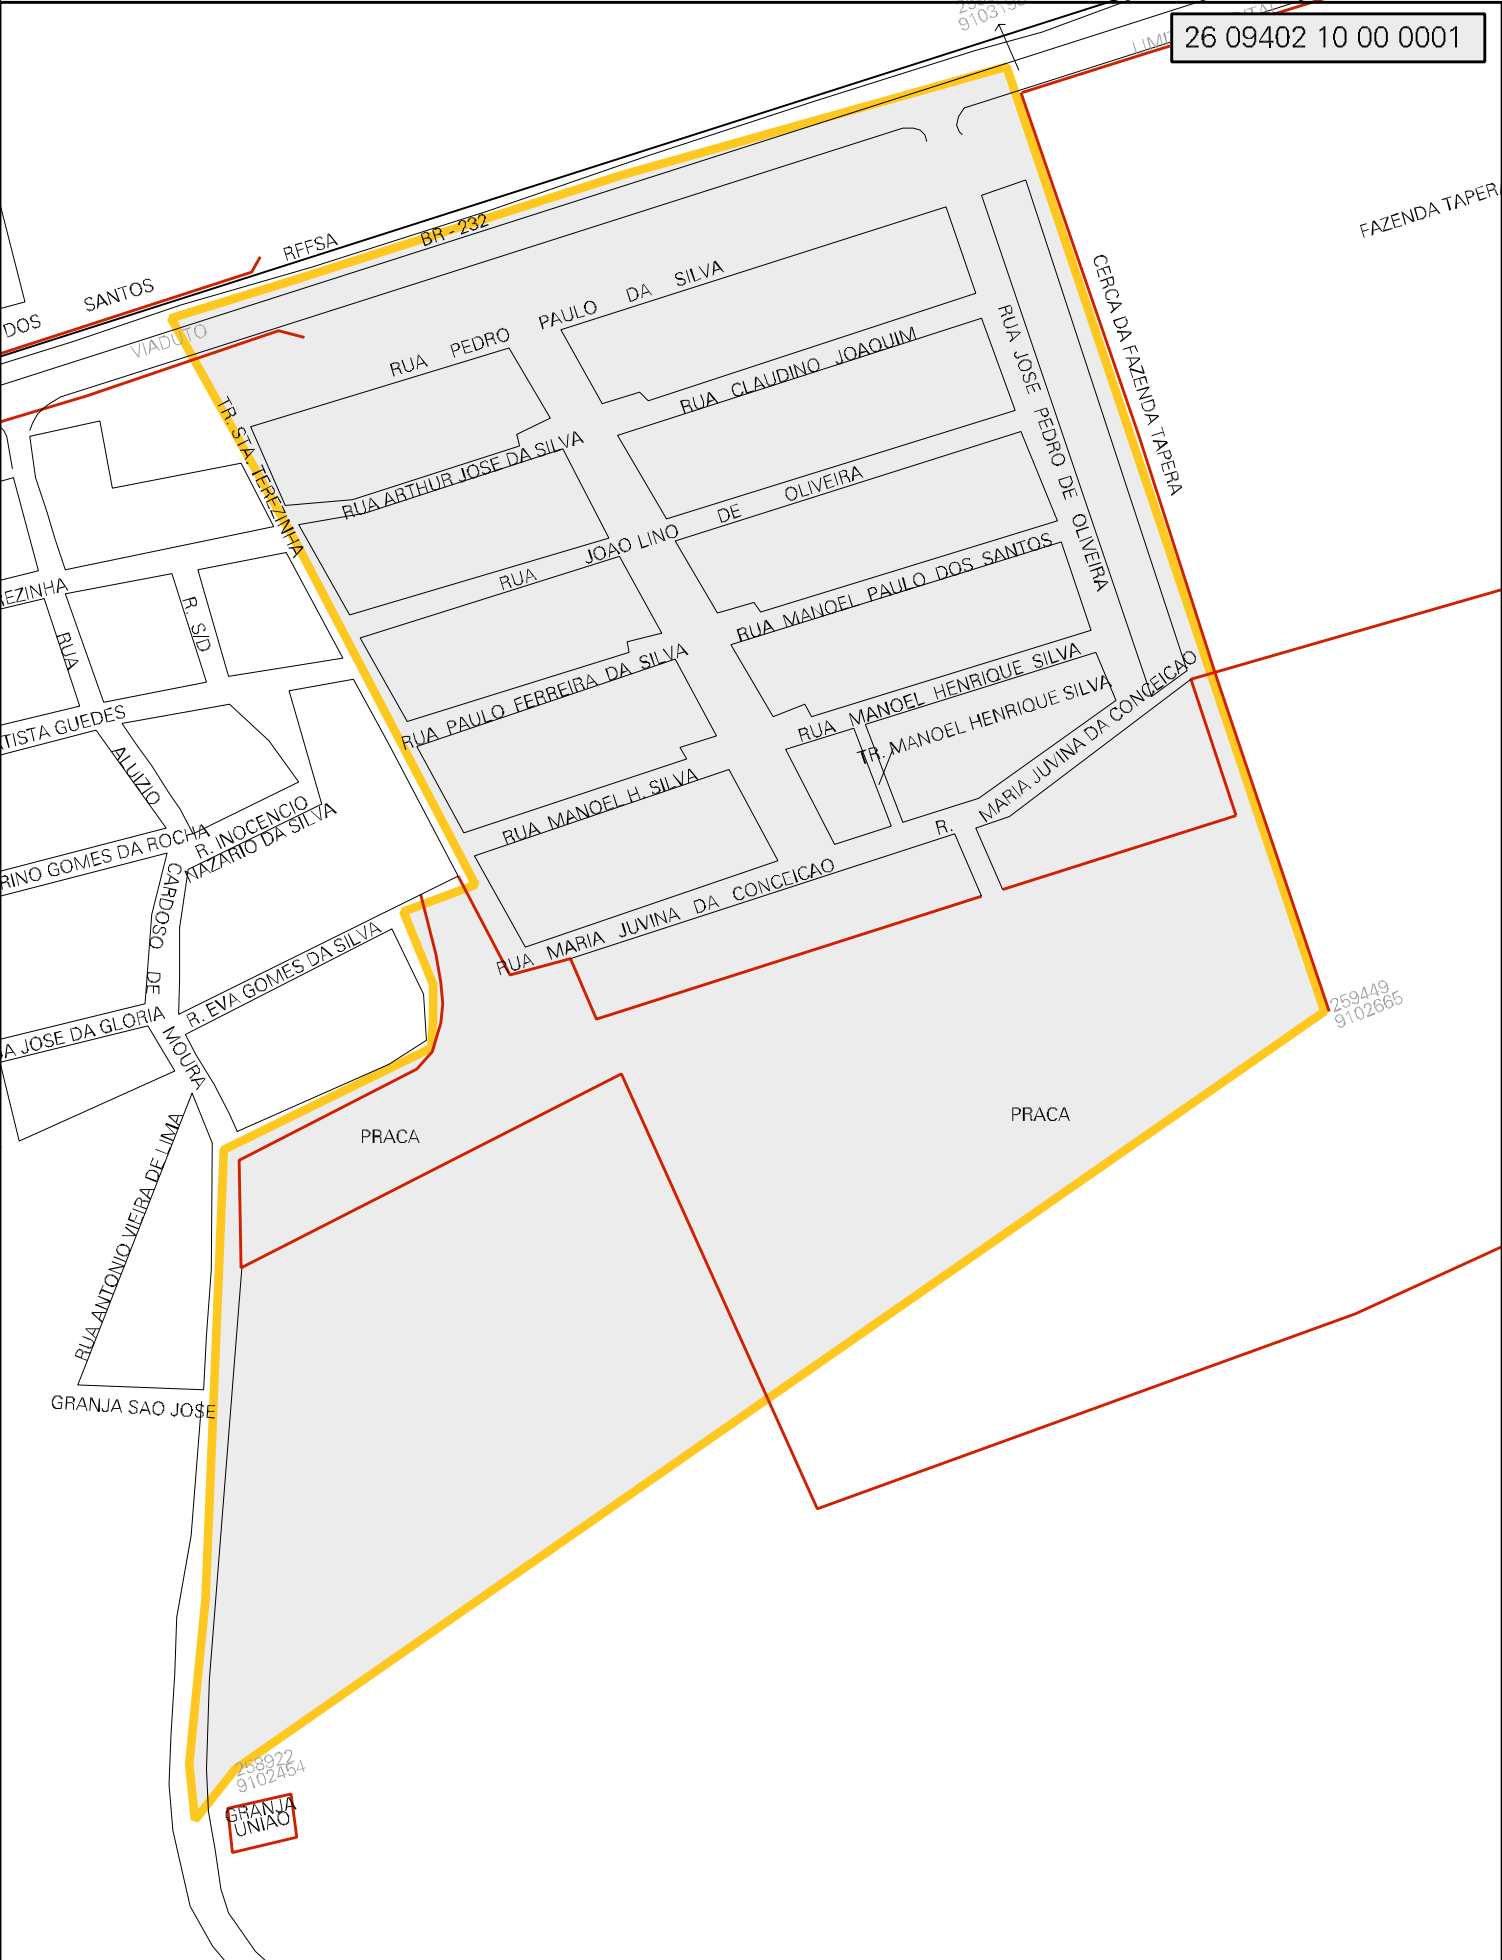 26 09402 10 00 0001
FAZENDA TAPERA
RFFSA
BR - 232
SANTOS
DOS
VIADUTO
RUA PEDRO PAULO DA SILVA
RUA CLAUDINO JOAQUIM
RUA JOSE PEDRO DE OLIVEIRA
CERCA DA FAZENDA TAPERA
TR. STA. TEREZINHA
RUA ARTHUR JOSE DA SILVA
RUA JOAO LINO DE OLIVEIRA
RUA MANOEL PAULO DOS SANTOS
EZINHA
RUA
R. S/D
RUA PAULO FERREIRA DA SILVA
RUA MANOEL HENRIQUE SILVA
TR. MANOEL HENRIQUE SILVA
R. MARIA JUVINA DA CONCEICAO
TISTA GUEDES
ALUIZIO
RUA MANOEL H. SILVA
R. INOCENCIO
NAZARIO DA SILVA
RINO GOMES DA ROCHA
CARDOSO DE MOURA
RUA MARIA JUVINA DA CONCEICAO
R. EVA GOMES DA SILVA
A JOSE DA GLORIA
259449
9102665
PRACA
PRACA
RUA ANTONIO VIEIRA DE LIMA
GRANJA SAO JOSE
258922
9102454
GRANJA
UNIAO